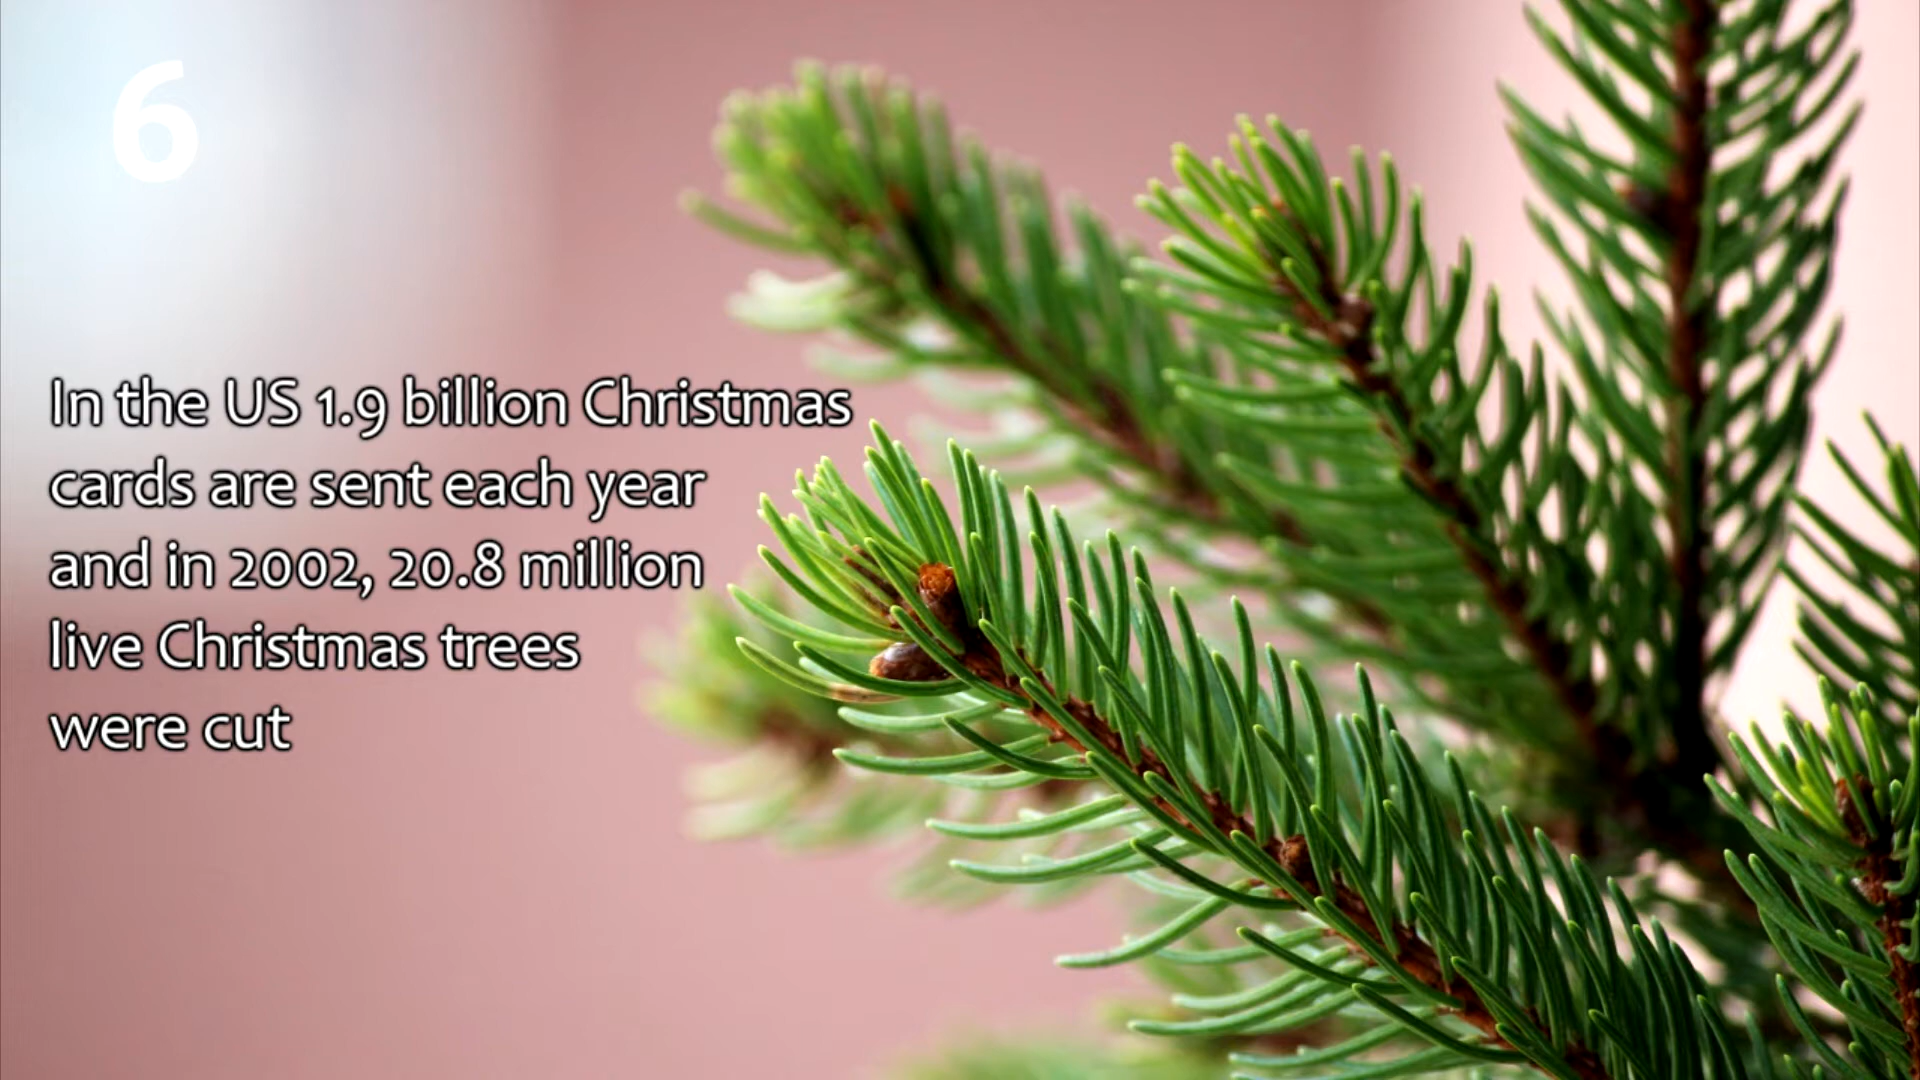 6
In the US 1.9 billion Christmas
cards are sent each year
and in 2002, 20.8 million
live Christmas trees
were cut